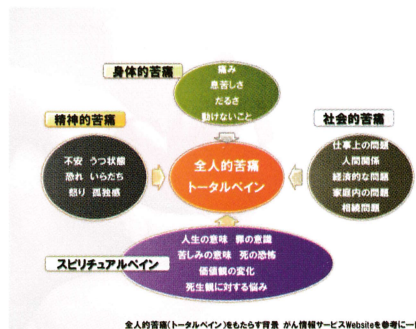 身体的苦痛
痛み
息苦しさ
だるさ
動けないこと
精神的苦痛
不安 うつ状態
恐れ いらだち
怒り 孤独感
全人的苦痛
トータルペイン
社会的苦痛
仕事上の問題
人間関係
経済的な問題
家庭内の問題
相続問題
スピリチュアルペイン
人生の意味 罪の意識
苦しみの意味 死の恐怖
価値観の変化
死生観に対する悩み
全人的苦痛(トータルペイン)をもたらす背景 がん情報サービスWebsiteを参考に一